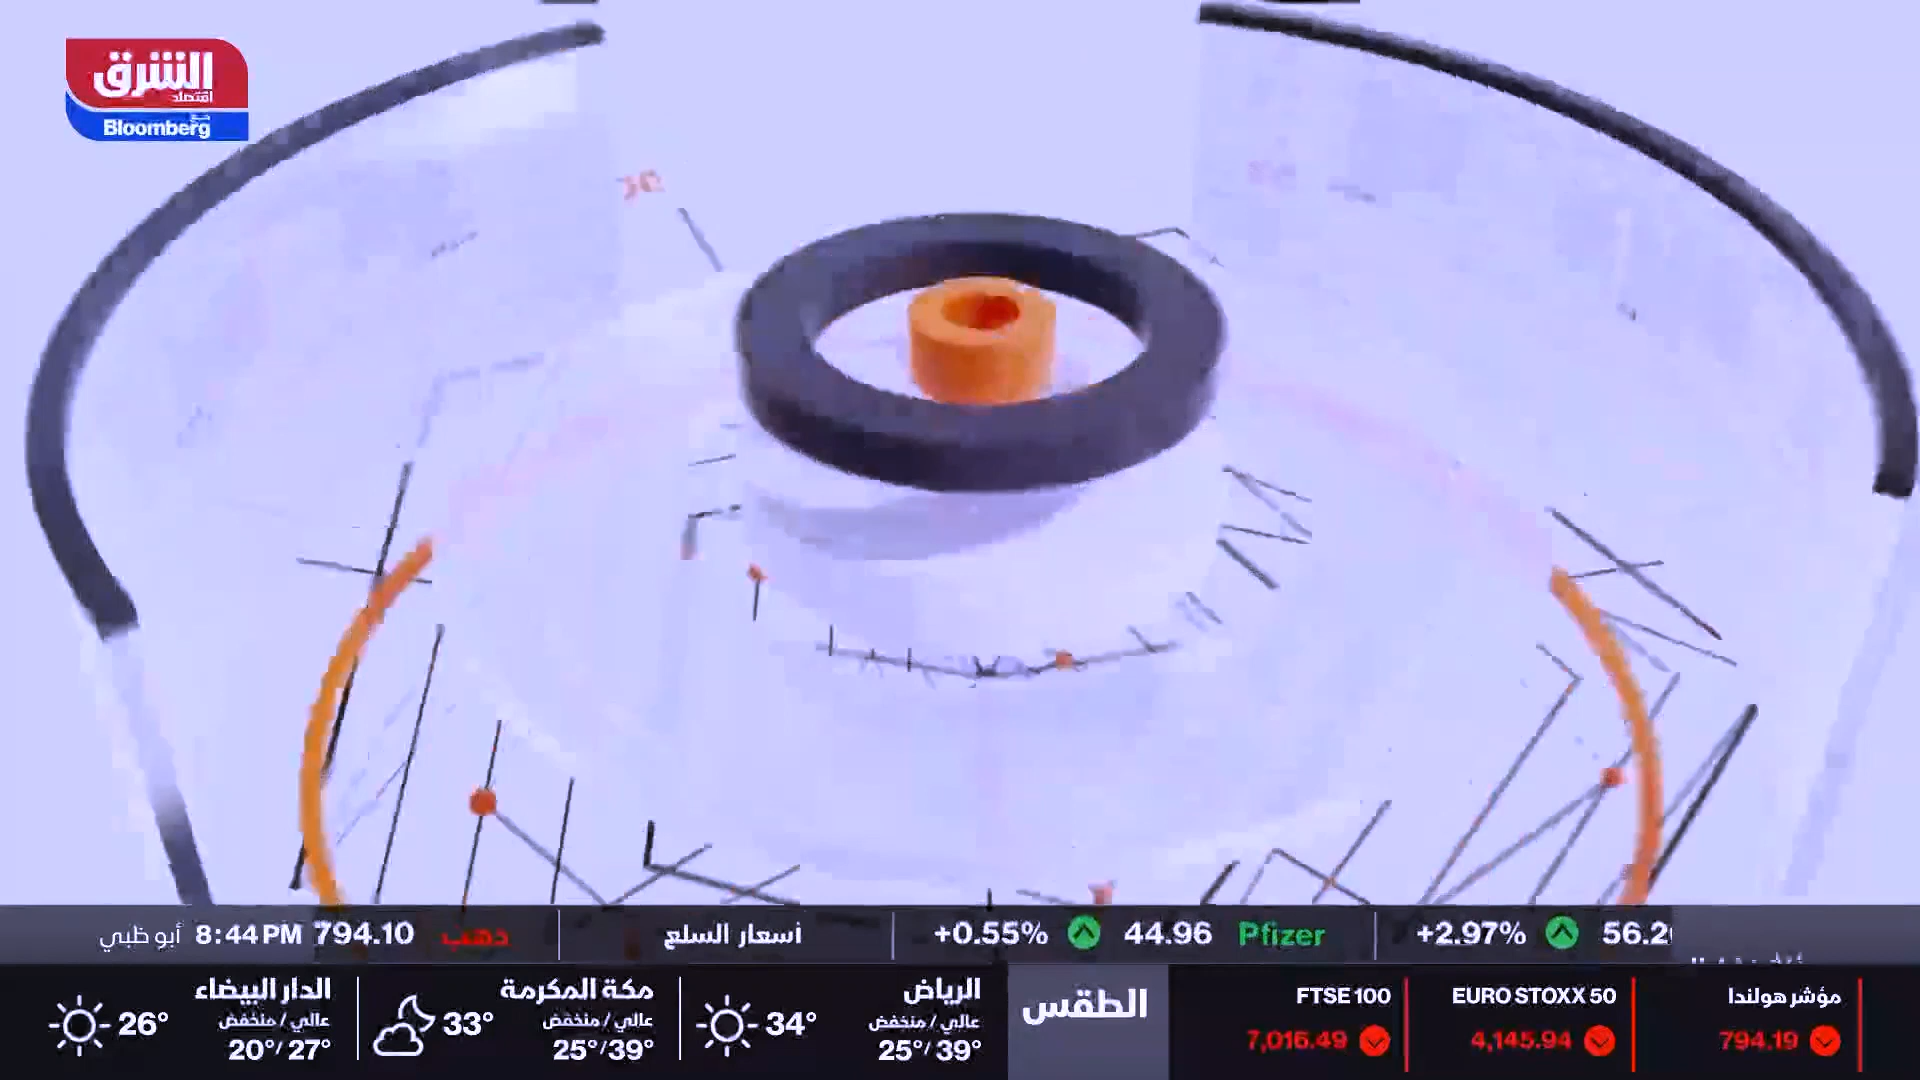 الشرق
اقتصاد
مع
Bloomberg
أبو ظبي 8:44 PM
794.10 ذهب
أسعار السلع
Pfizer 44.96 +0.55%
+2.97%
الطقس
الرياض
عالي / منخفض
34°
25°/39°
مكة المكرمة
عالي / منخفض
33°
25°/39°
الدار البيضاء
عالي / منخفض
26°
20°/27°
مؤشر هولندا
794.19
EURO STOXX 50
4,145.94
FTSE 100
7,016.49